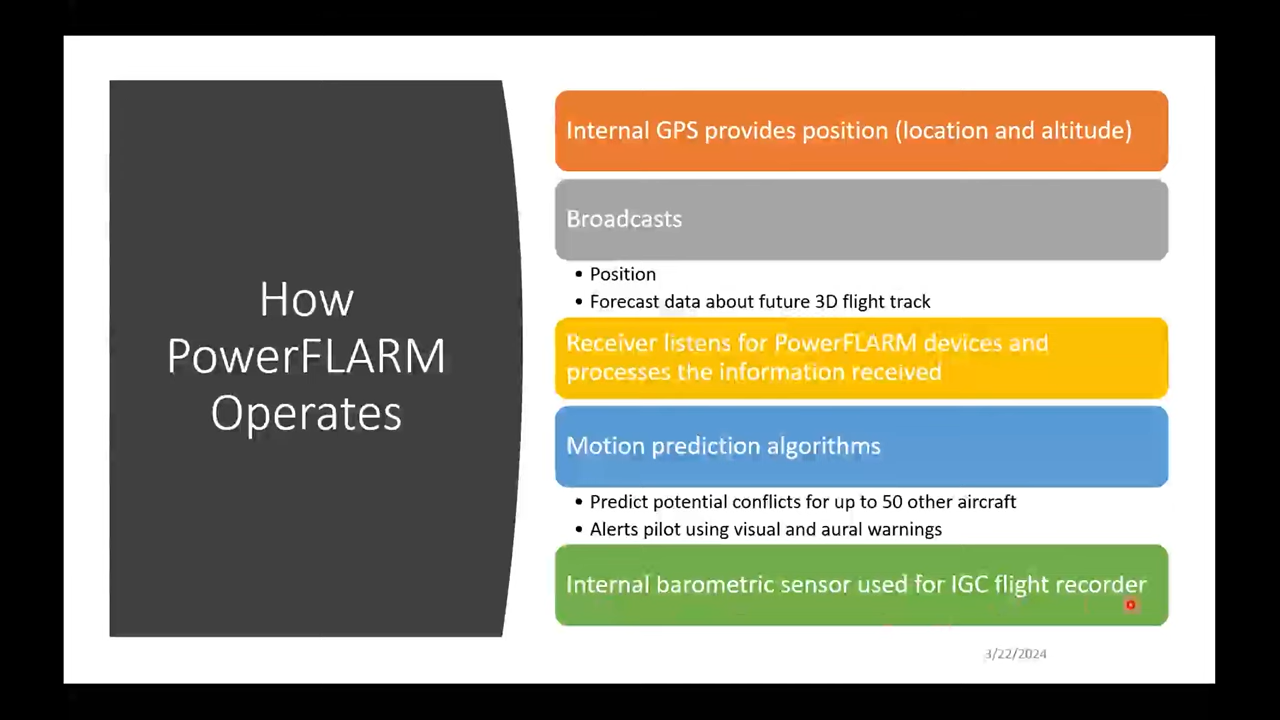 How
PowerFLARM
Operates
Internal GPS provides position (location and altitude)
Broadcasts
• Position
• Forecast data about future 3D flight track
Receiver listens for PowerFLARM devices and
processes the information received
Motion prediction algorithms
• Predict potential conflicts for up to 50 other aircraft
• Alerts pilot using visual and aural warnings
Internal barometric sensor used for IGC flight recorder
3/22/2024